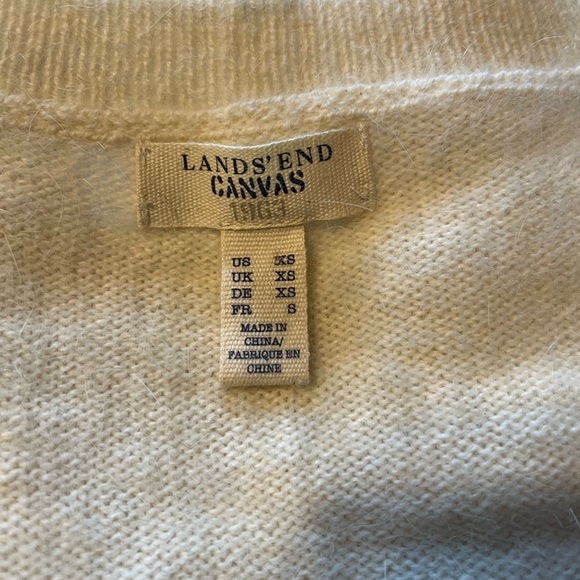 LANDS' END
CANVAS
1963
US XS
UK XS
DE XS
FR S
MADE IN
CHINA/
FABRIQUE EN
CHINE